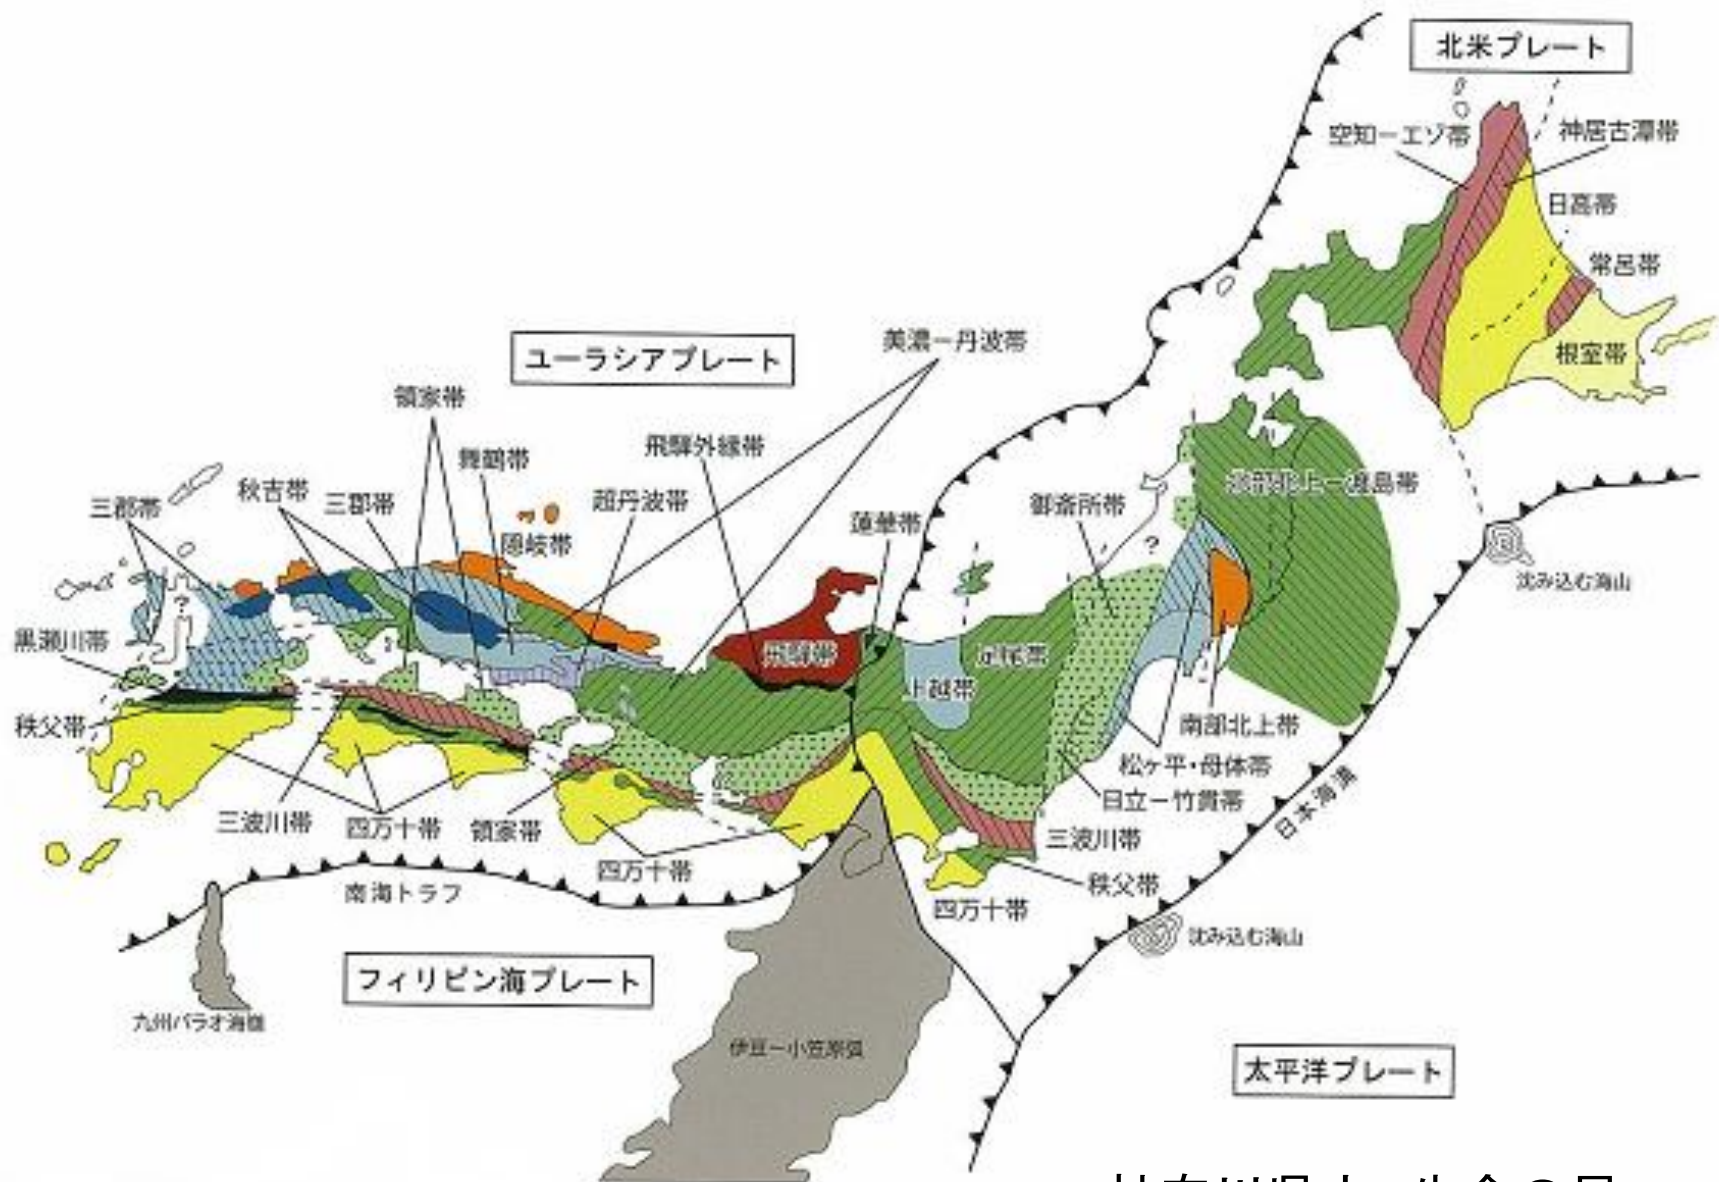 北米プレート
空知ーエゾ帯
神居古潭帯
日高帯
常呂帯
根室帯
美濃ー丹波帯
ユーラシアプレート
領家帯
飛騨外縁帯
舞鶴帯
秋吉帯
三郡帯
三郡帯
超丹波帯
隠岐帯
蓮華帯
御斎所帯
北部北上ー渡島帯
?
沈み込む海山
?
黒瀬川帯
飛騨帯
足尾帯
上越帯
秩父帯
南部北上帯
松ヶ平・母体帯
日立ー竹貫帯
日本海溝
三波川帯
四万十帯
領家帯
三波川帯
四万十帯
秩父帯
南海トラフ
四万十帯
沈み込む海山
フィリピン海プレート
九州パラオ海嶺
伊豆ー小笠原弧
太平洋プレート